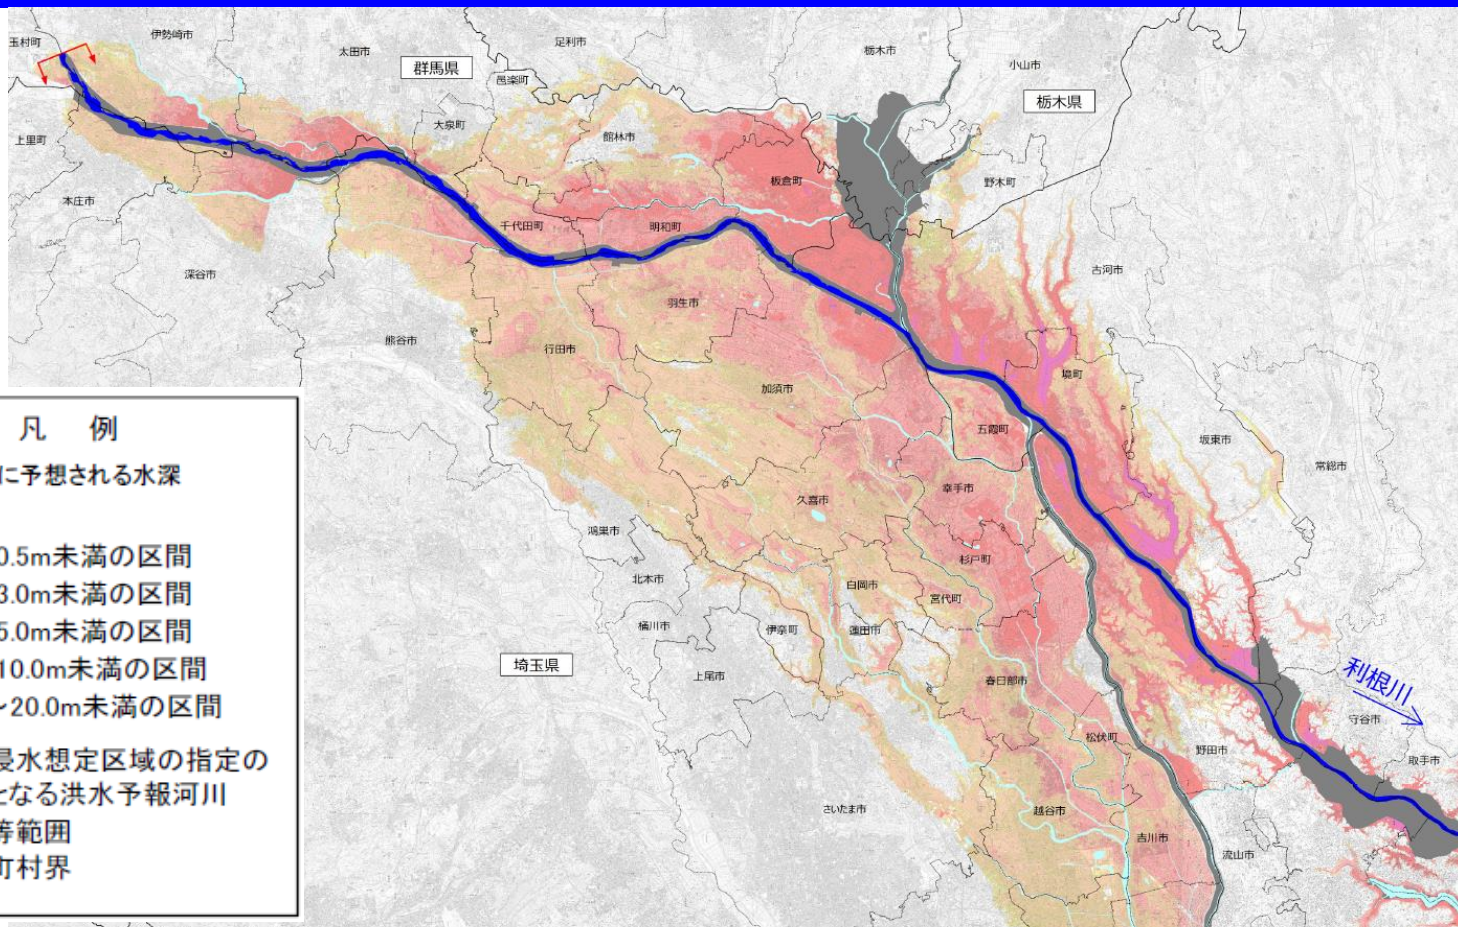 玉村町
伊勢崎市
太田市
足利市
栃木市
小山市
群馬県
邑楽町
栃木県
上里町
大泉町
館林市
板倉町
野木町
本庄市
千代田町
明和町
深谷市
古河市
羽生市
熊谷市
行田市
加須市
境町
五霞町
坂東市
常総市
久喜市
幸手市
鴻巣市
杉戸町
北本市
白岡市
宮代町
桶川市
伊奈町
蓮田市
埼玉県
上尾市
春日部市
利根川
守谷市
松伏町
野田市
取手市
さいたま市
越谷市
吉川市
流山市
凡 例
に予想される水深
0.5m未満の区間
3.0m未満の区間
5.0m未満の区間
10.0m未満の区間
~20.0m未満の区間
浸水想定区域の指定の
となる洪水予報河川
等範囲
町村界